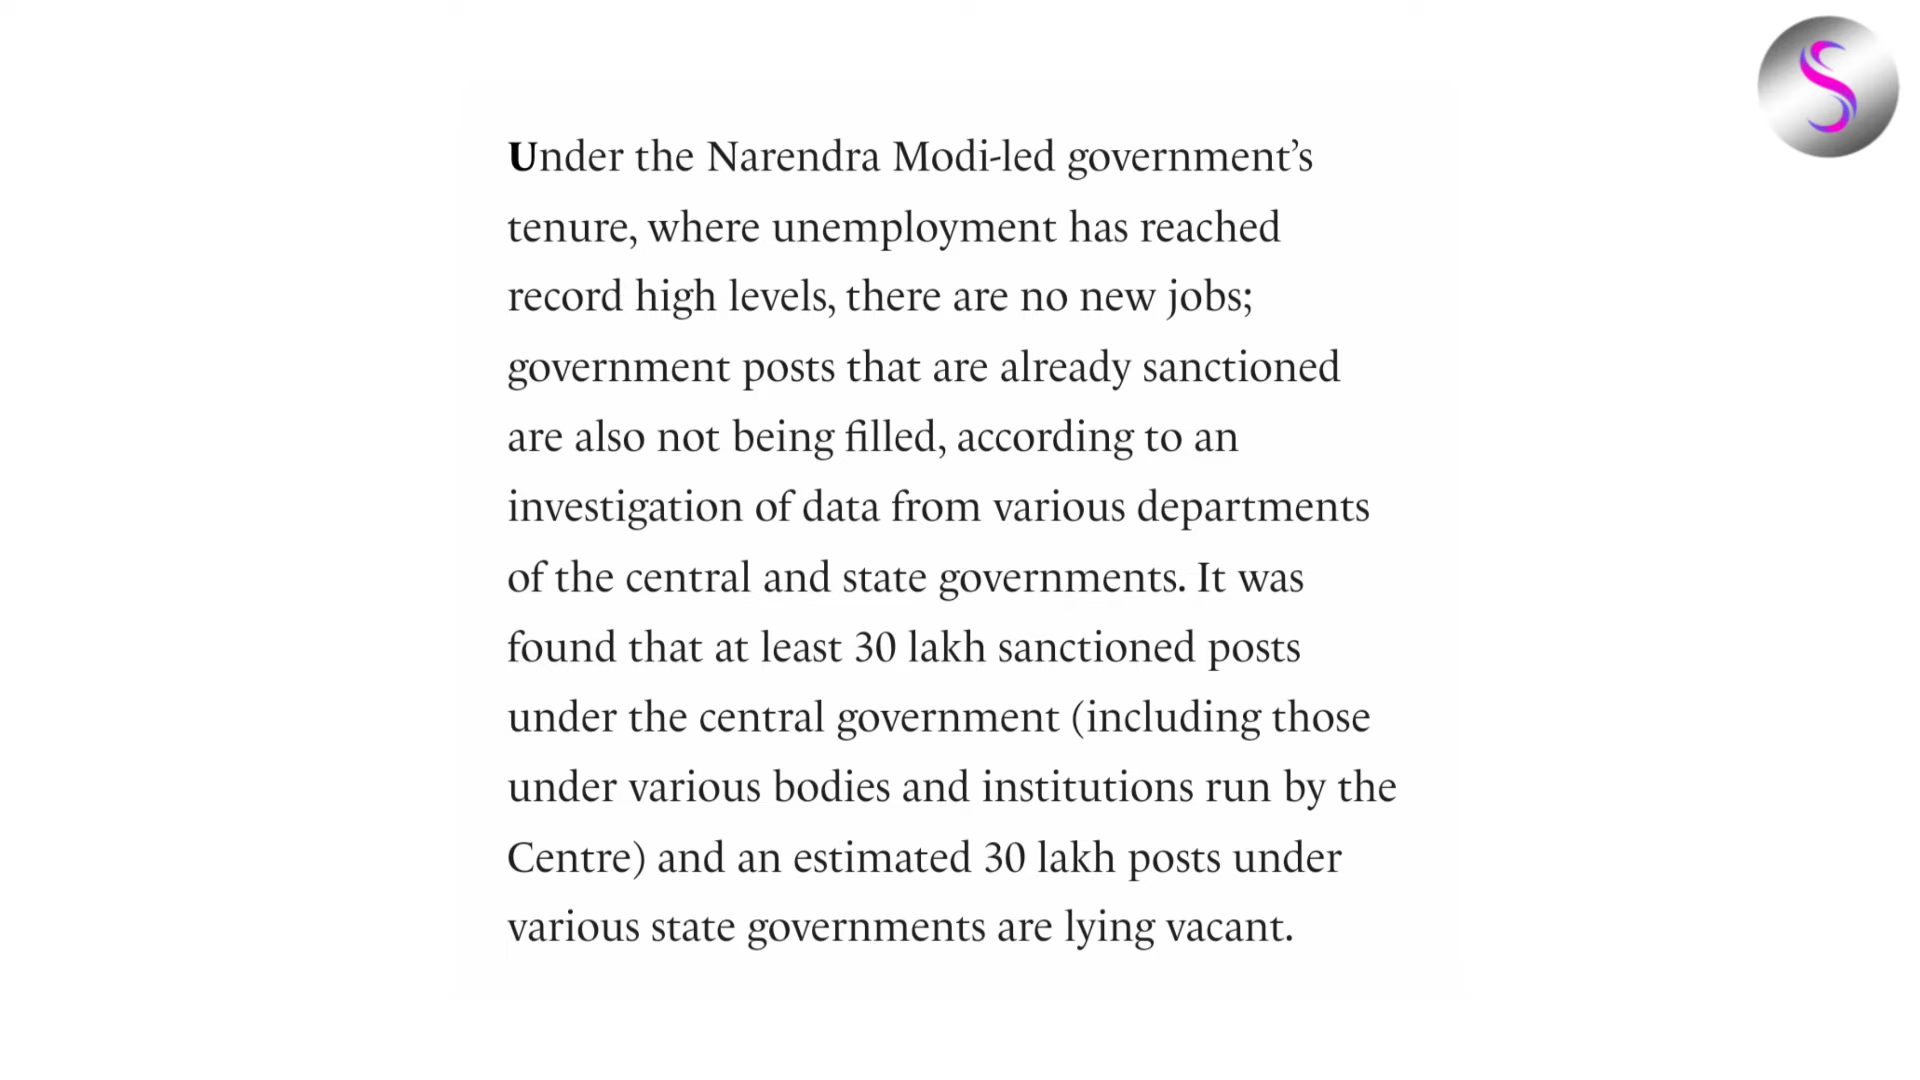 Under the Narendra Modi-led government’s
tenure, where unemployment has reached
record high levels, there are no new jobs;
government posts that are already sanctioned
are also not being filled, according to an
investigation of data from various departments
of the central and state governments. It was
found that at least 30 lakh sanctioned posts
under the central government (including those
under various bodies and institutions run by the
Centre) and an estimated 30 lakh posts under
various state governments are lying vacant.